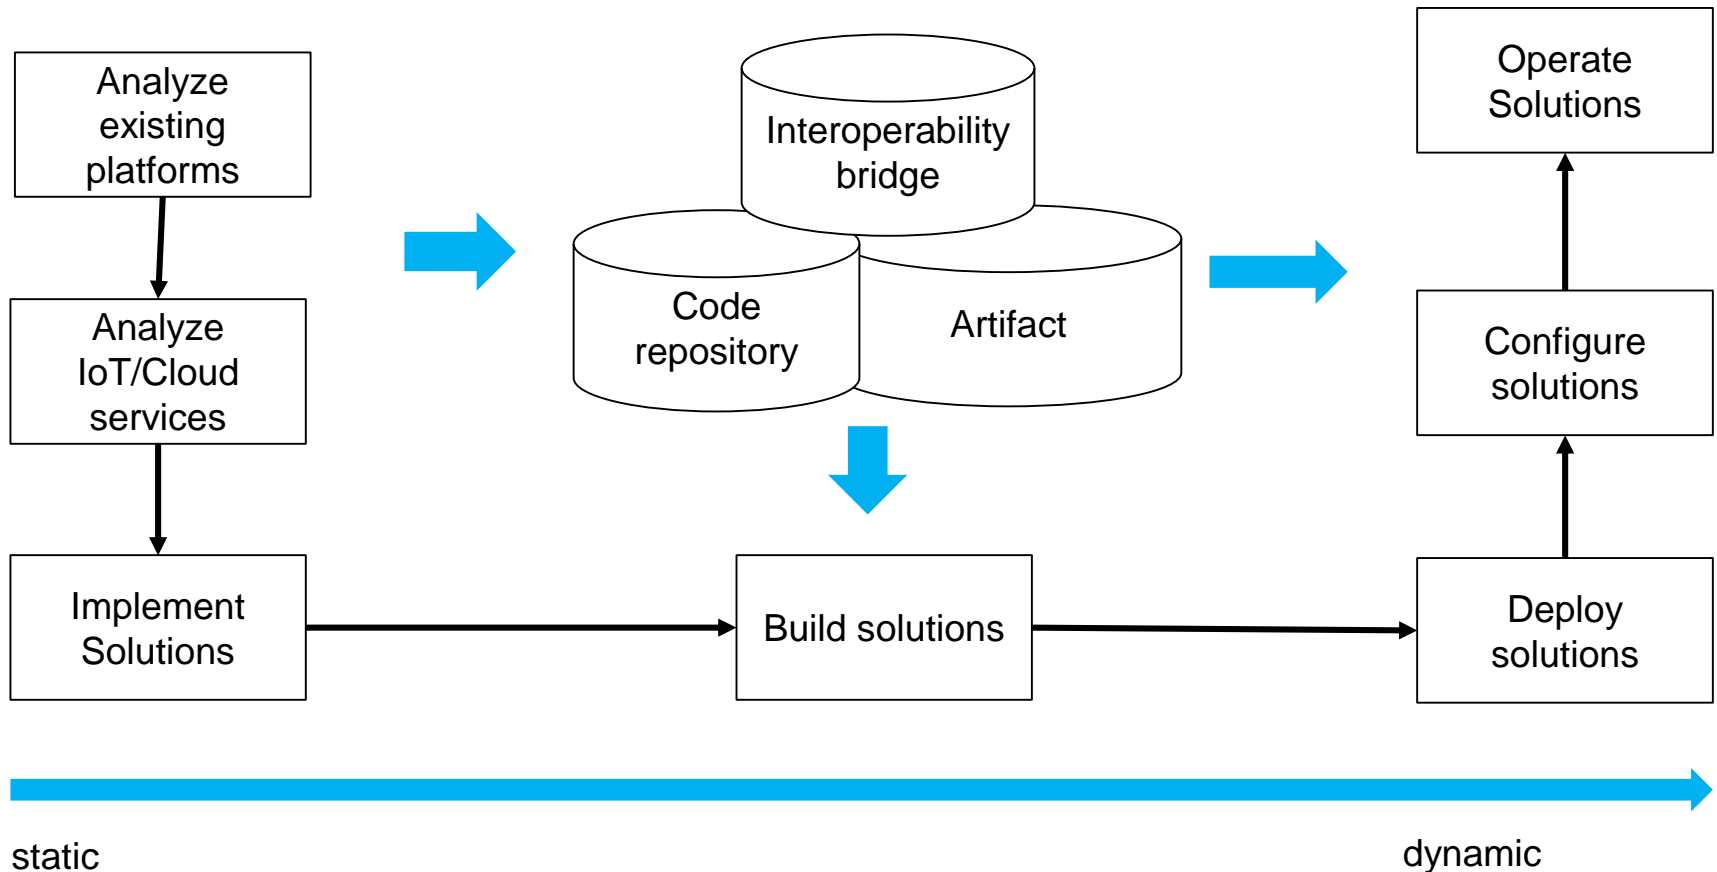 Analyze
existing
platforms
Analyze
IoT/Cloud
services
Implement
Solutions
Interoperability
bridge
Code
repository
Artifact
Build solutions
Operate
Solutions
Configure
solutions
Deploy
solutions
static
dynamic